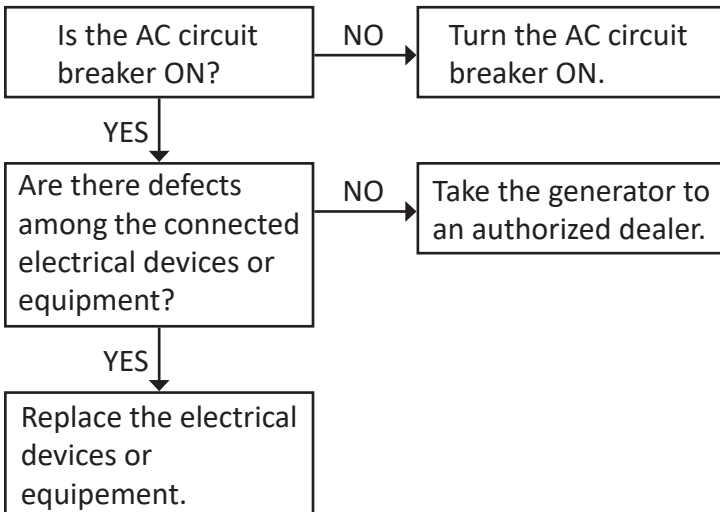 Is the AC circuit
breaker ON?
NO
Turn the AC circuit
breaker ON.
YES
Are there defects
among the connected
electrical devices or
equipment?
NO
Take the generator to
an authorized dealer.
YES
Replace the electrical
devices or
equipement.